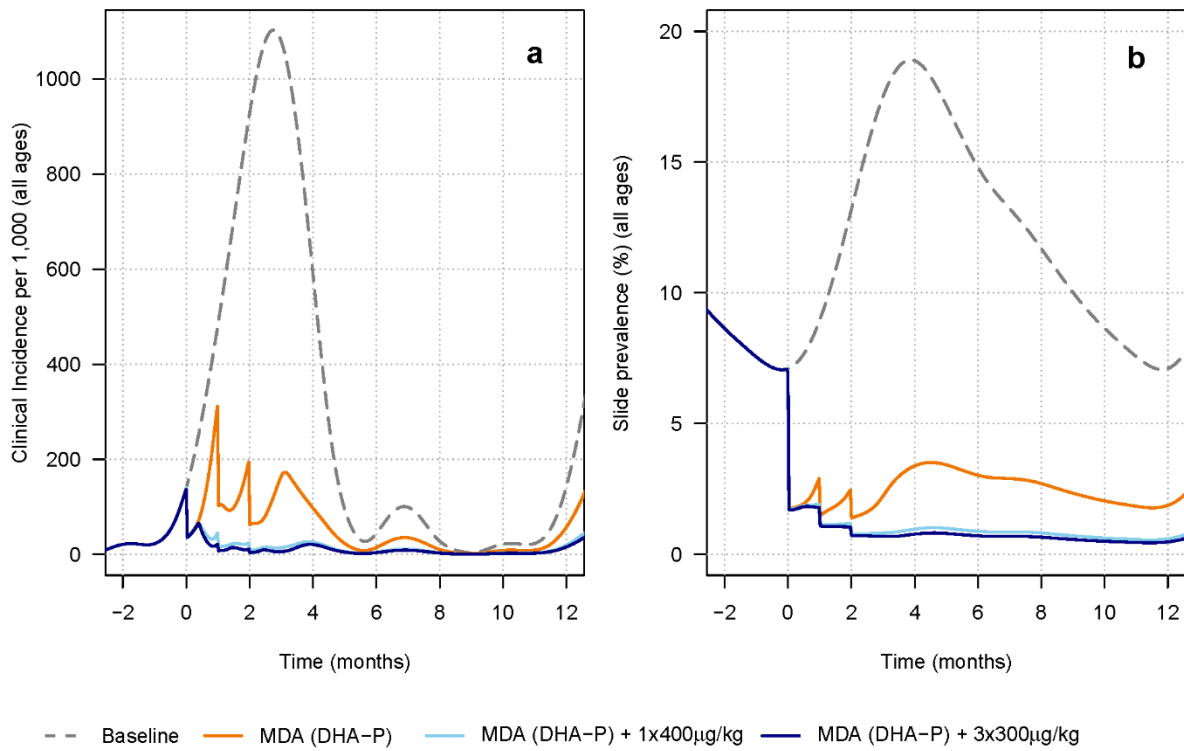 a
Clinical Incidence per 1,000 (all ages)
1000
800
600
400
200
0
−2 0 2 4 6 8 10 12
Time (months)
b
Slide prevalence (%) (all ages)
20
15
10
5
0
−2 0 2 4 6 8 10 12
Time (months)
Baseline MDA (DHA−P) MDA (DHA−P) + 1x400μg/kg MDA (DHA−P) + 3x300μg/kg